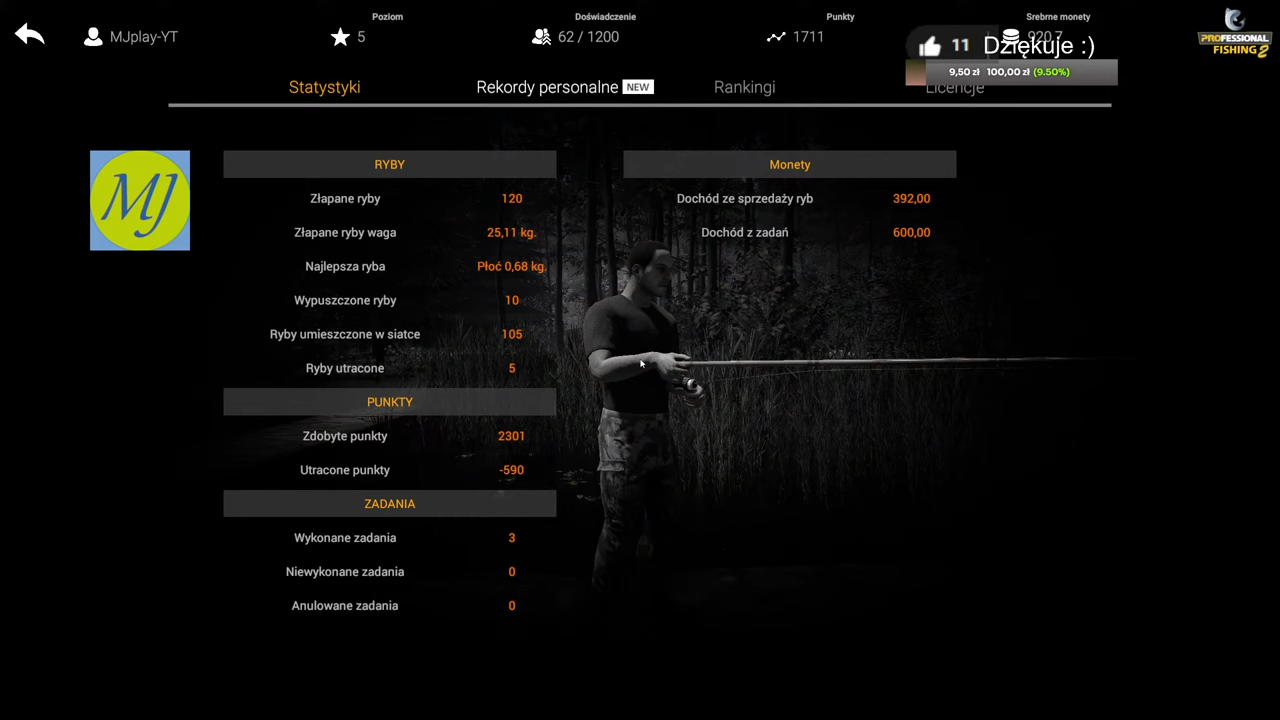 Poziom
Doświadczenie
Punkty
Srebrne monety
MJplay-YT
5
62 / 1200
1711
11
Dziękuje :)
920,7
PROFESSIONAL
FISHING 2
9,50 zł 100,00 zł (9.50%)
Statystyki
Rekordy personalne NEW
Rankingi
Licencje
MJ
RYBY
Złapane ryby 120
Złapane ryby waga 25,11 kg.
Najlepsza ryba Płoć 0,68 kg.
Wypuszczone ryby 10
Ryby umieszczone w siatce 105
Ryby utracone 5
PUNKTY
Zdobyte punkty 2301
Utracone punkty -590
ZADANIA
Wykonane zadania 3
Niewykonane zadania 0
Anulowane zadania 0
Monety
Dochód ze sprzedaży ryb 392,00
Dochód z zadań 600,00